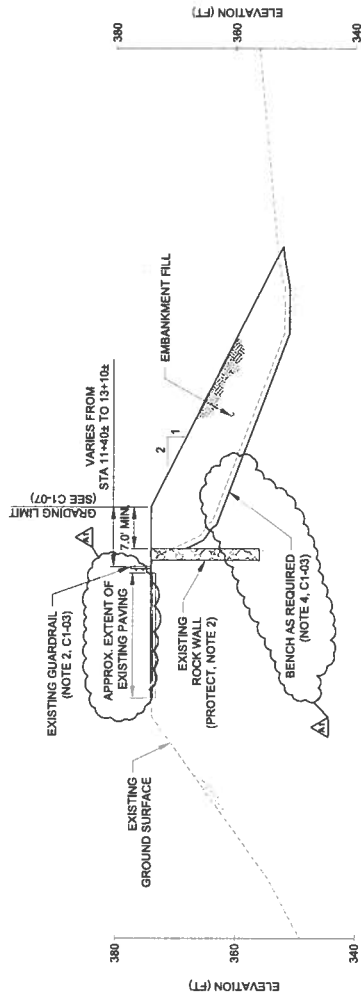 ELEVATION (FT)
380
360
340
GRADING LIMIT
(SEE C1-07)
VARIES FROM
STA 11+40± TO 13+10±
7.0' MIN.
A1
EXISTING GUARDRAIL
(NOTE 2, C1-03)
APPROX. EXTENT OF
EXISTING PAVING
2
1
EXISTING
GROUND SURFACE
EXISTING
ROCK WALL
(PROTECT, NOTE 2)
BENCH AS REQUIRED
(NOTE 4, C1-03)
A1
EMBANKMENT FILL
380
360
340
ELEVATION (FT)